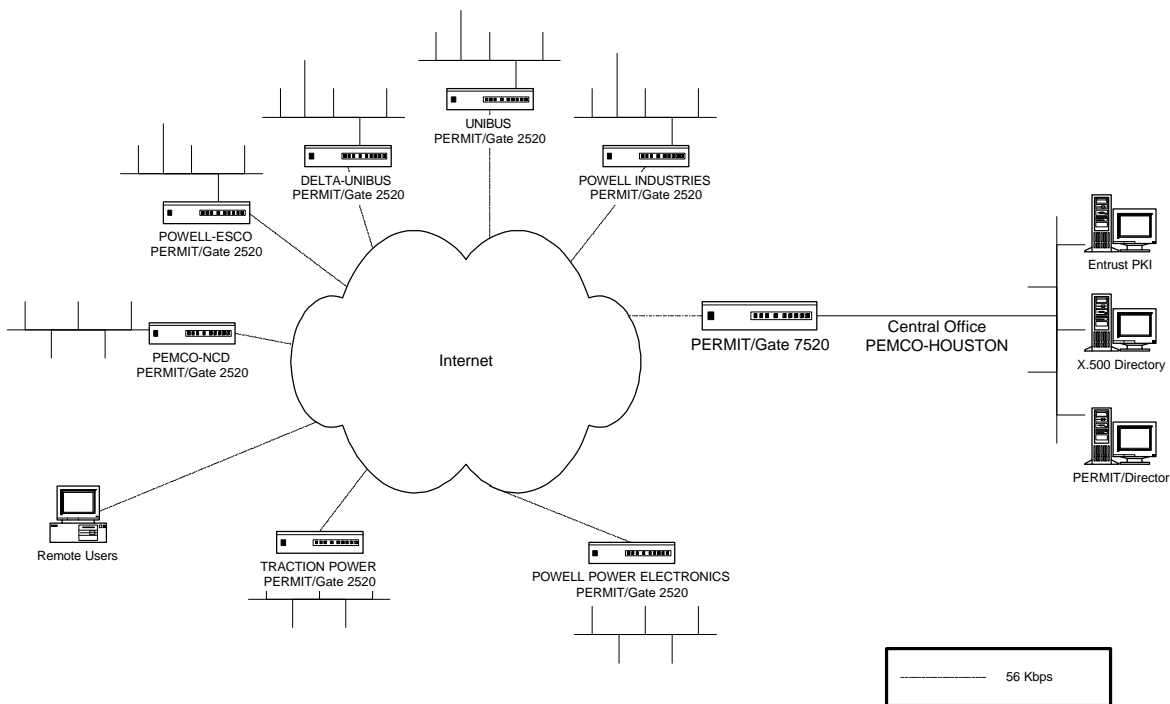 UNIBUS
PERMIT/Gate 2520
DELTA-UNIBUS
PERMIT/Gate 2520
POWELL INDUSTRIES
PERMIT/Gate 2520
POWELL-ESCO
PERMIT/Gate 2520
Entrust PKI
PEMCO-NCD
PERMIT/Gate 2520
Internet
PERMIT/Gate 7520
Central Office
PEMCO-HOUSTON
X.500 Directory
PERMIT/Director
Remote Users
TRACTION POWER
PERMIT/Gate 2520
POWELL POWER ELECTRONICS
PERMIT/Gate 2520
56 Kbps